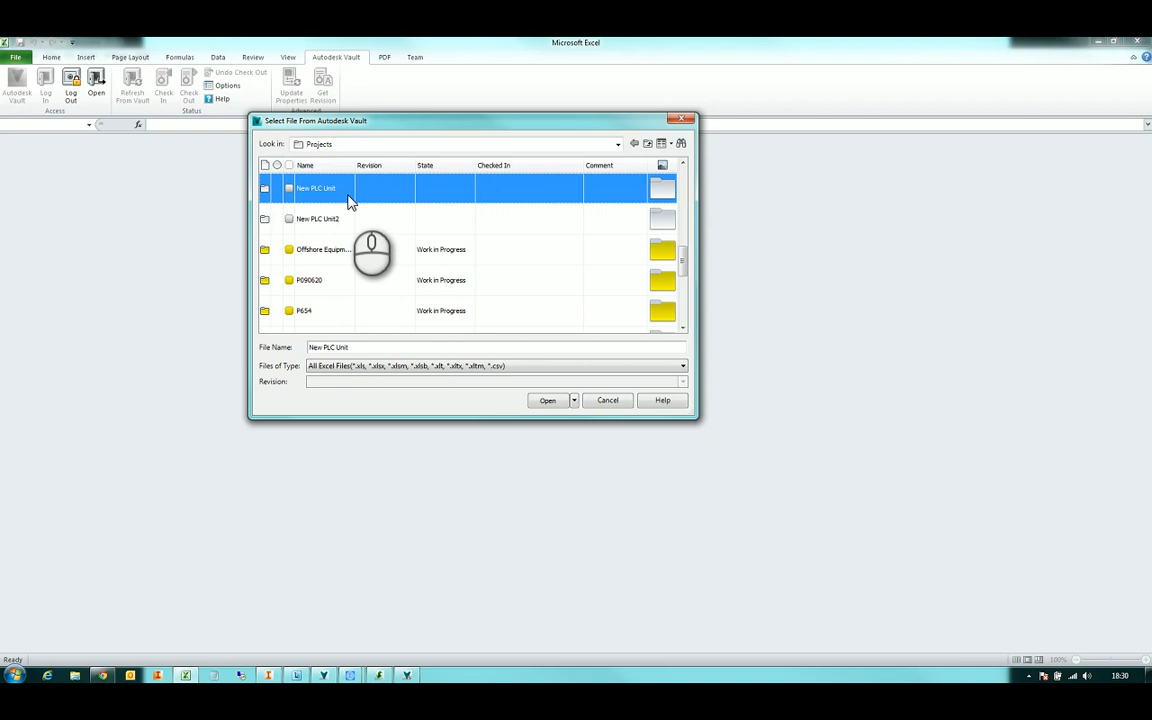 Microsoft Excel
File Home Insert Page Layout Formulas Data Review View Autodesk Vault PDF Team
Autodesk Vault
Log In
Log Out
Open
Refresh From Vault
Check In
Check Out
Undo Check Out
Options
Help
Update Properties
Get Revision
Access Status Advanced
fx
Select File From Autodesk Vault
Look in: Projects
Name Revision State Checked In Comment
New PLC Unit
New PLC Unit2
Offshore Equipm... Work in Progress
P090620 Work in Progress
P654 Work in Progress
File Name: New PLC Unit
Files of Type: All Excel Files(*.xls, *.xlsx, *.xlsm, *.xlsb, *.xlt, *.xltx, *.xltm, *.csv)
Revision:
Open Cancel Help
Ready 100%
18:30